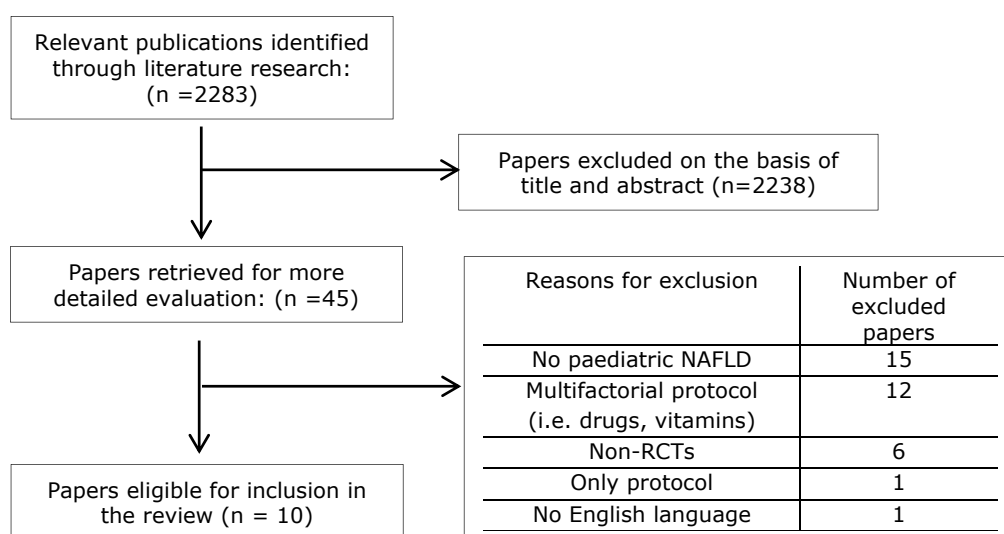 Relevant publications identified
through literature research:
(n =2283)
Papers excluded on the basis of
title and abstract (n=2238)
Papers retrieved for more
detailed evaluation: (n =45)
Reasons for exclusion
Number of
excluded
papers
No paediatric NAFLD 15
Multifactorial protocol 12
(i.e. drugs, vitamins)
Non-RCTs 6
Only protocol 1
No English language 1
Papers eligible for inclusion in
the review (n = 10)